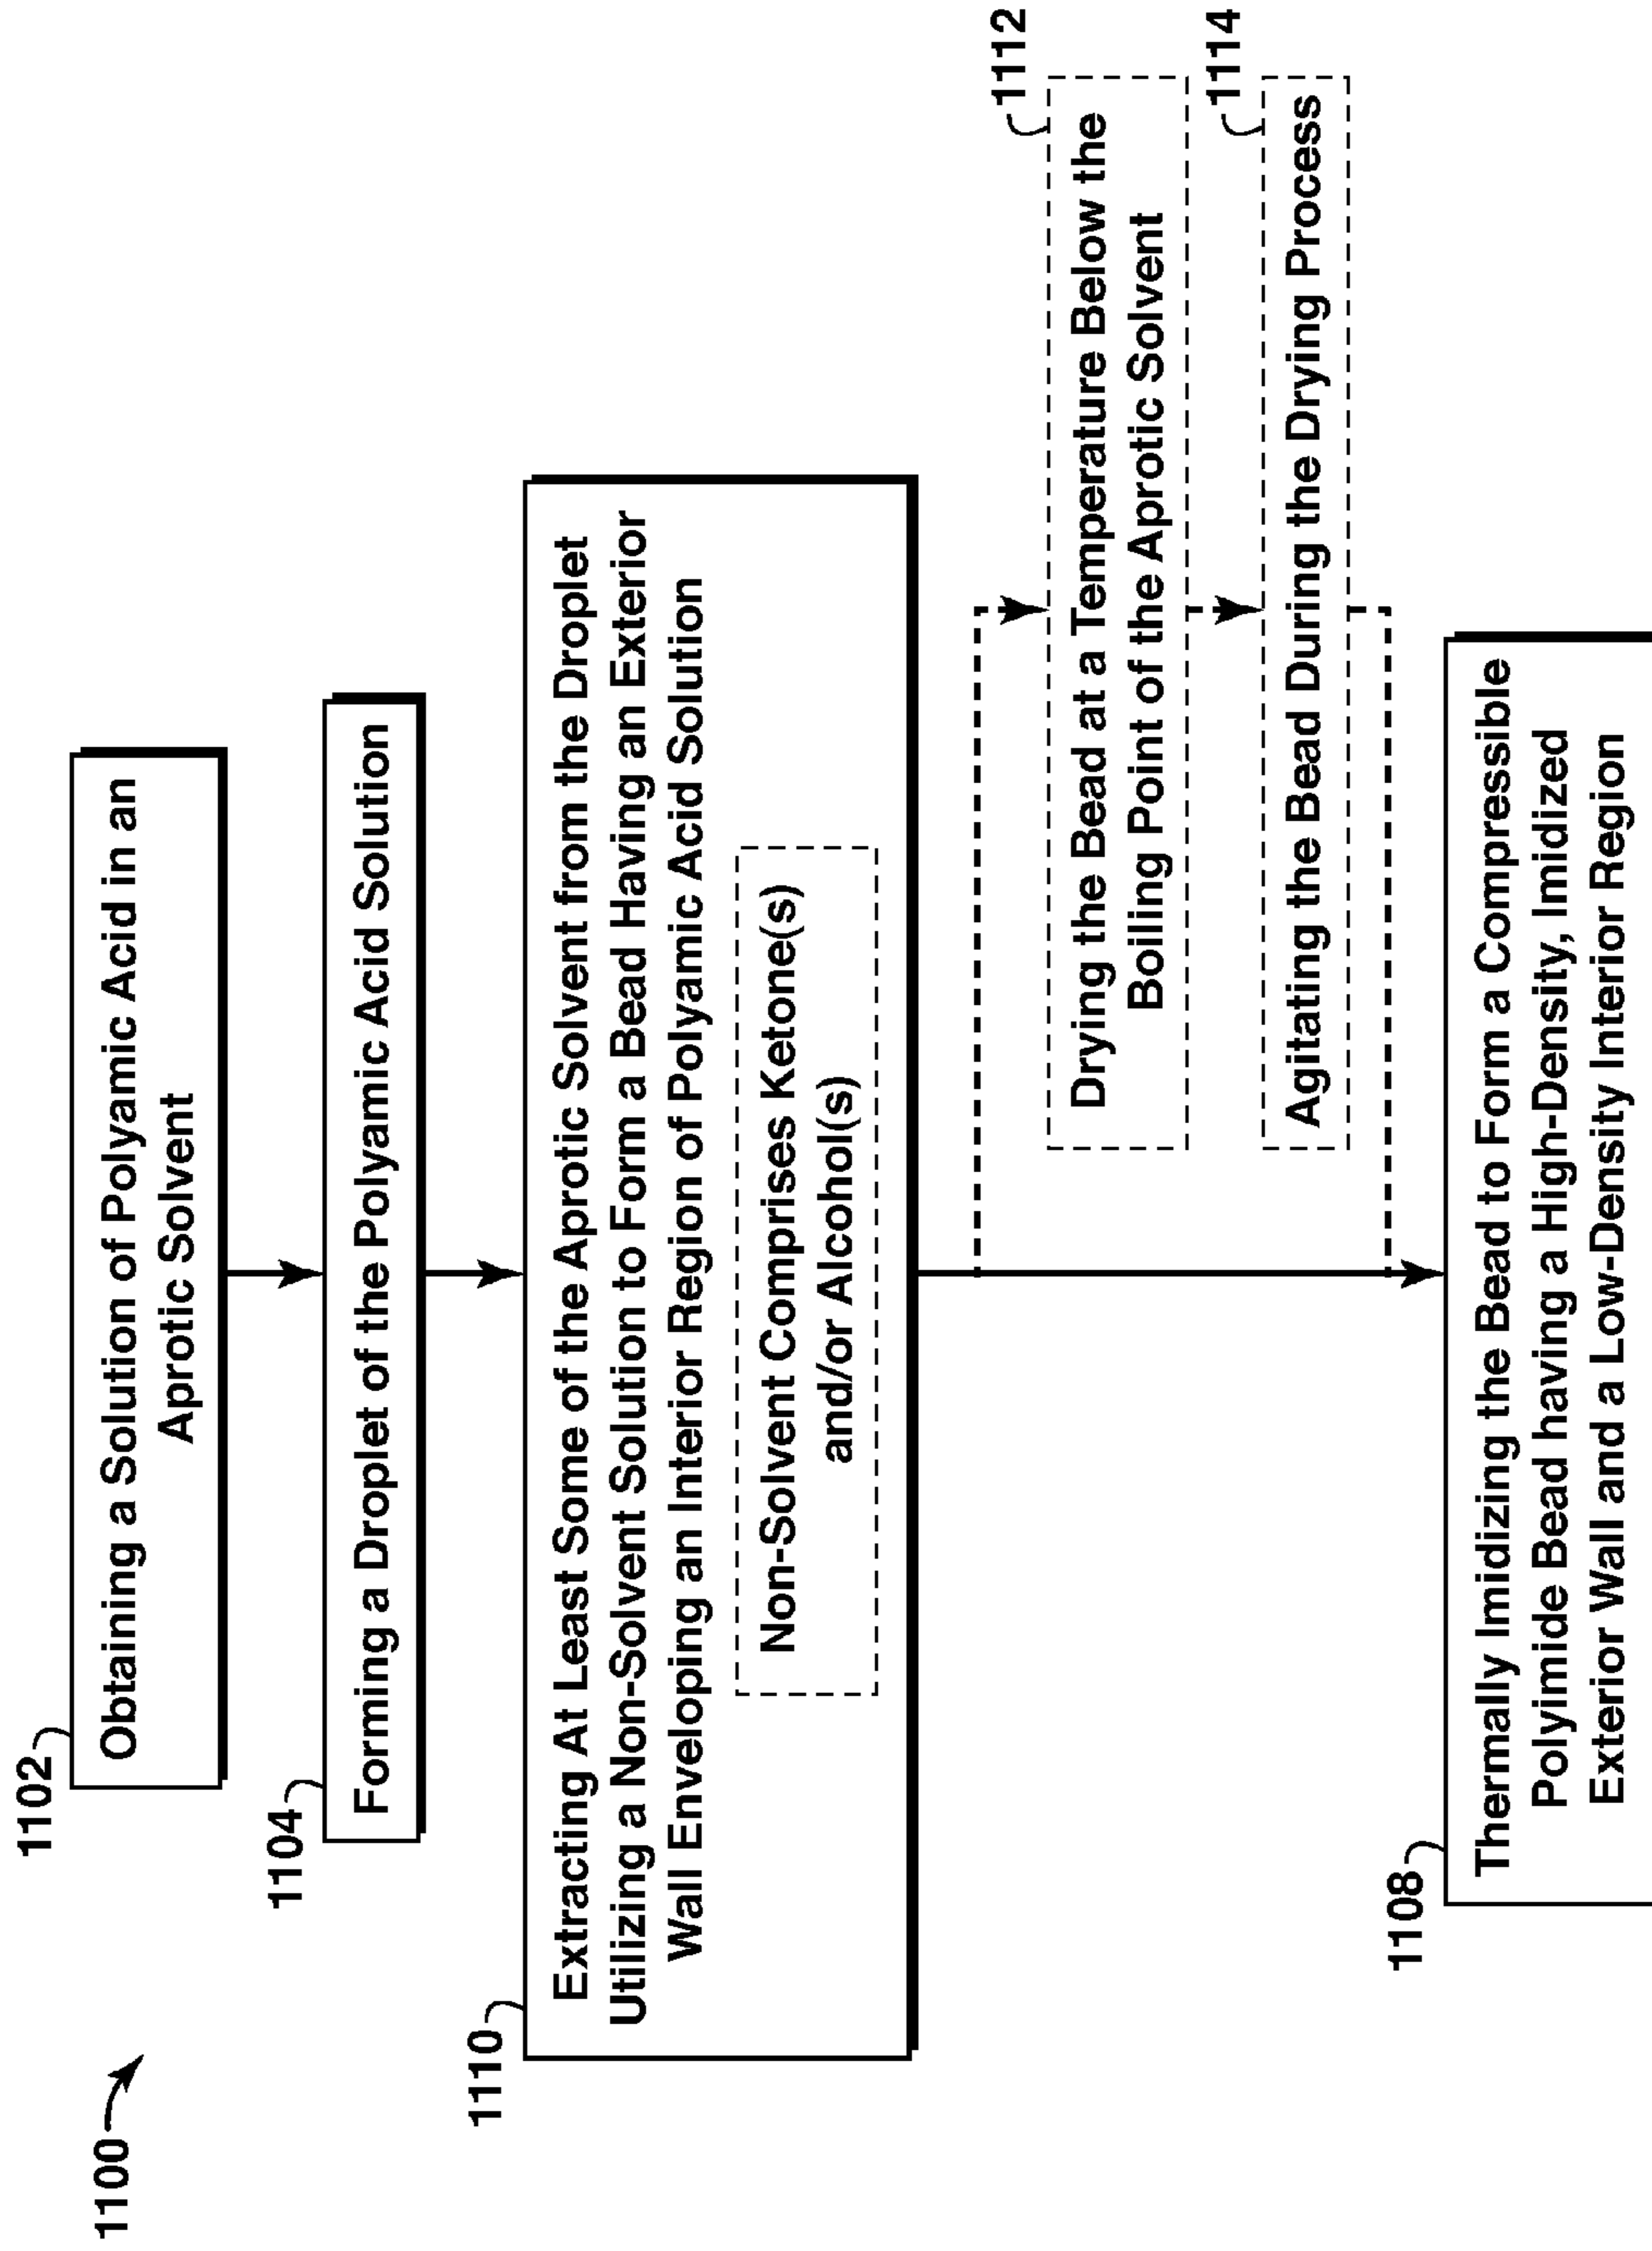 1100
1102
Obtaining a Solution of Polyamic Acid in an
Aprotic Solvent
1104
Forming a Droplet of the Polyamic Acid Solution
1110
Extracting At Least Some of the Aprotic Solvent from the Droplet
Utilizing a Non-Solvent Solution to Form a Bead Having an Exterior
Wall Enveloping an Interior Region of Polyamic Acid Solution
Non-Solvent Comprises Ketone(s)
and/or Alcohol(s)
1112
Drying the Bead at a Temperature Below the
Boiling Point of the Aprotic Solvent
1114
Agitating the Bead During the Drying Process
1108
Thermally Imidizing the Bead to Form a Compressible
Polyimide Bead having a High-Density, Imidized
Exterior Wall and a Low-Density Interior Region